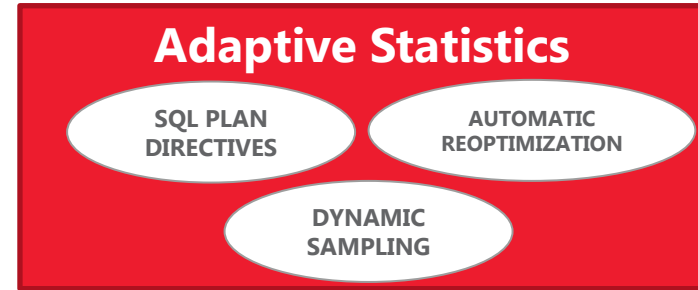 Adaptive Statistics
SQL PLAN
DIRECTIVES
AUTOMATIC
REOPTIMIZATION
DYNAMIC
SAMPLING